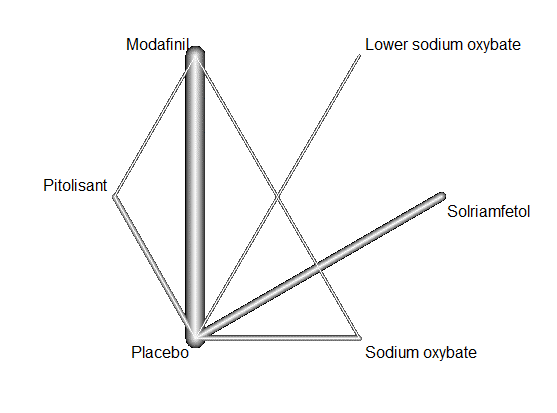 Modafinil
Lower sodium oxybate
Pitolisant
Solriamfetol
Placebo
Sodium oxybate